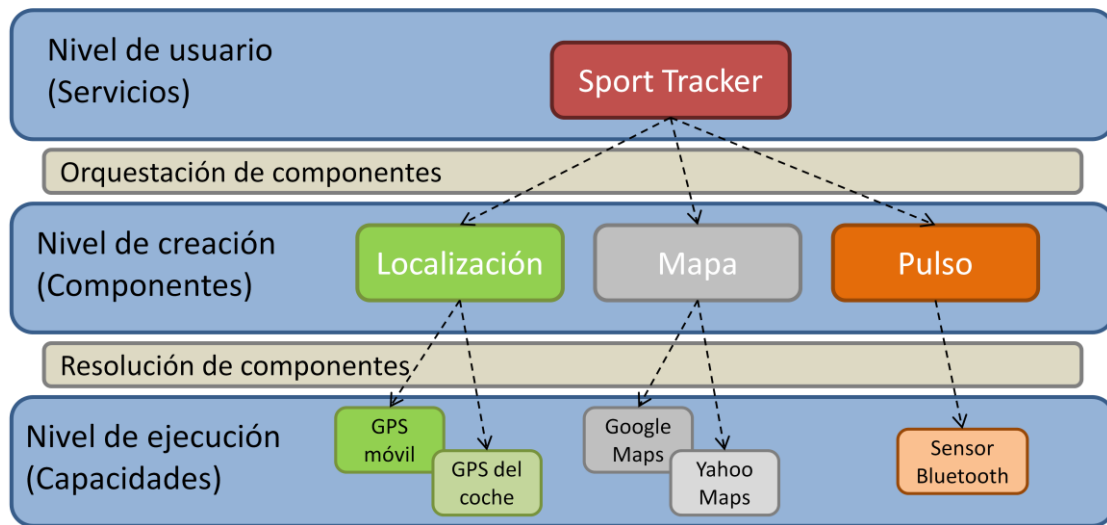 Nivel de usuario
(Servicios)
Sport Tracker
Orquestación de componentes
Nivel de creación
(Componentes)
Localización
Mapa
Pulso
Resolución de componentes
Nivel de ejecución
(Capacidades)
GPS
móvil
GPS del
coche
Google
Maps
Yahoo
Maps
Sensor
Bluetooth